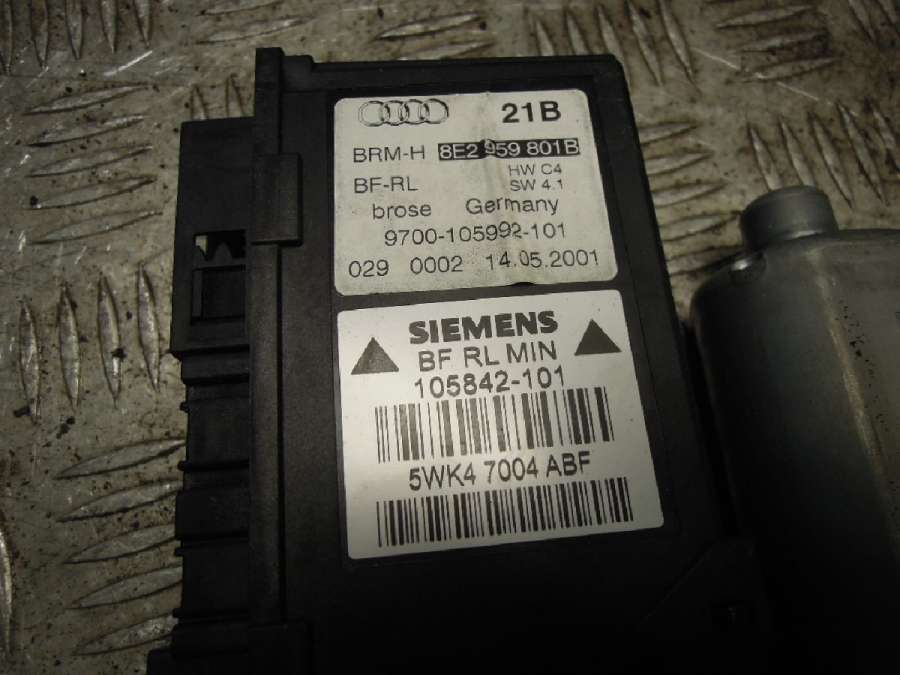 21B
BRM-H 8E2 959 801B
BF-RL HW C4
SW 4.1
brose Germany
9700-105992-101
029 0002 14.05.2001
SIEMENS
BF RL MIN
105842-101
5WK4 7004 ABF